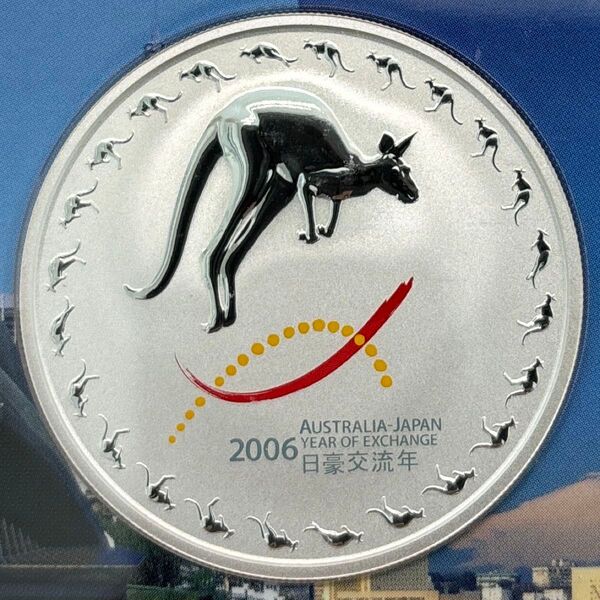 2006 AUSTRALIA-JAPAN
YEAR OF EXCHANGE
日豪交流年